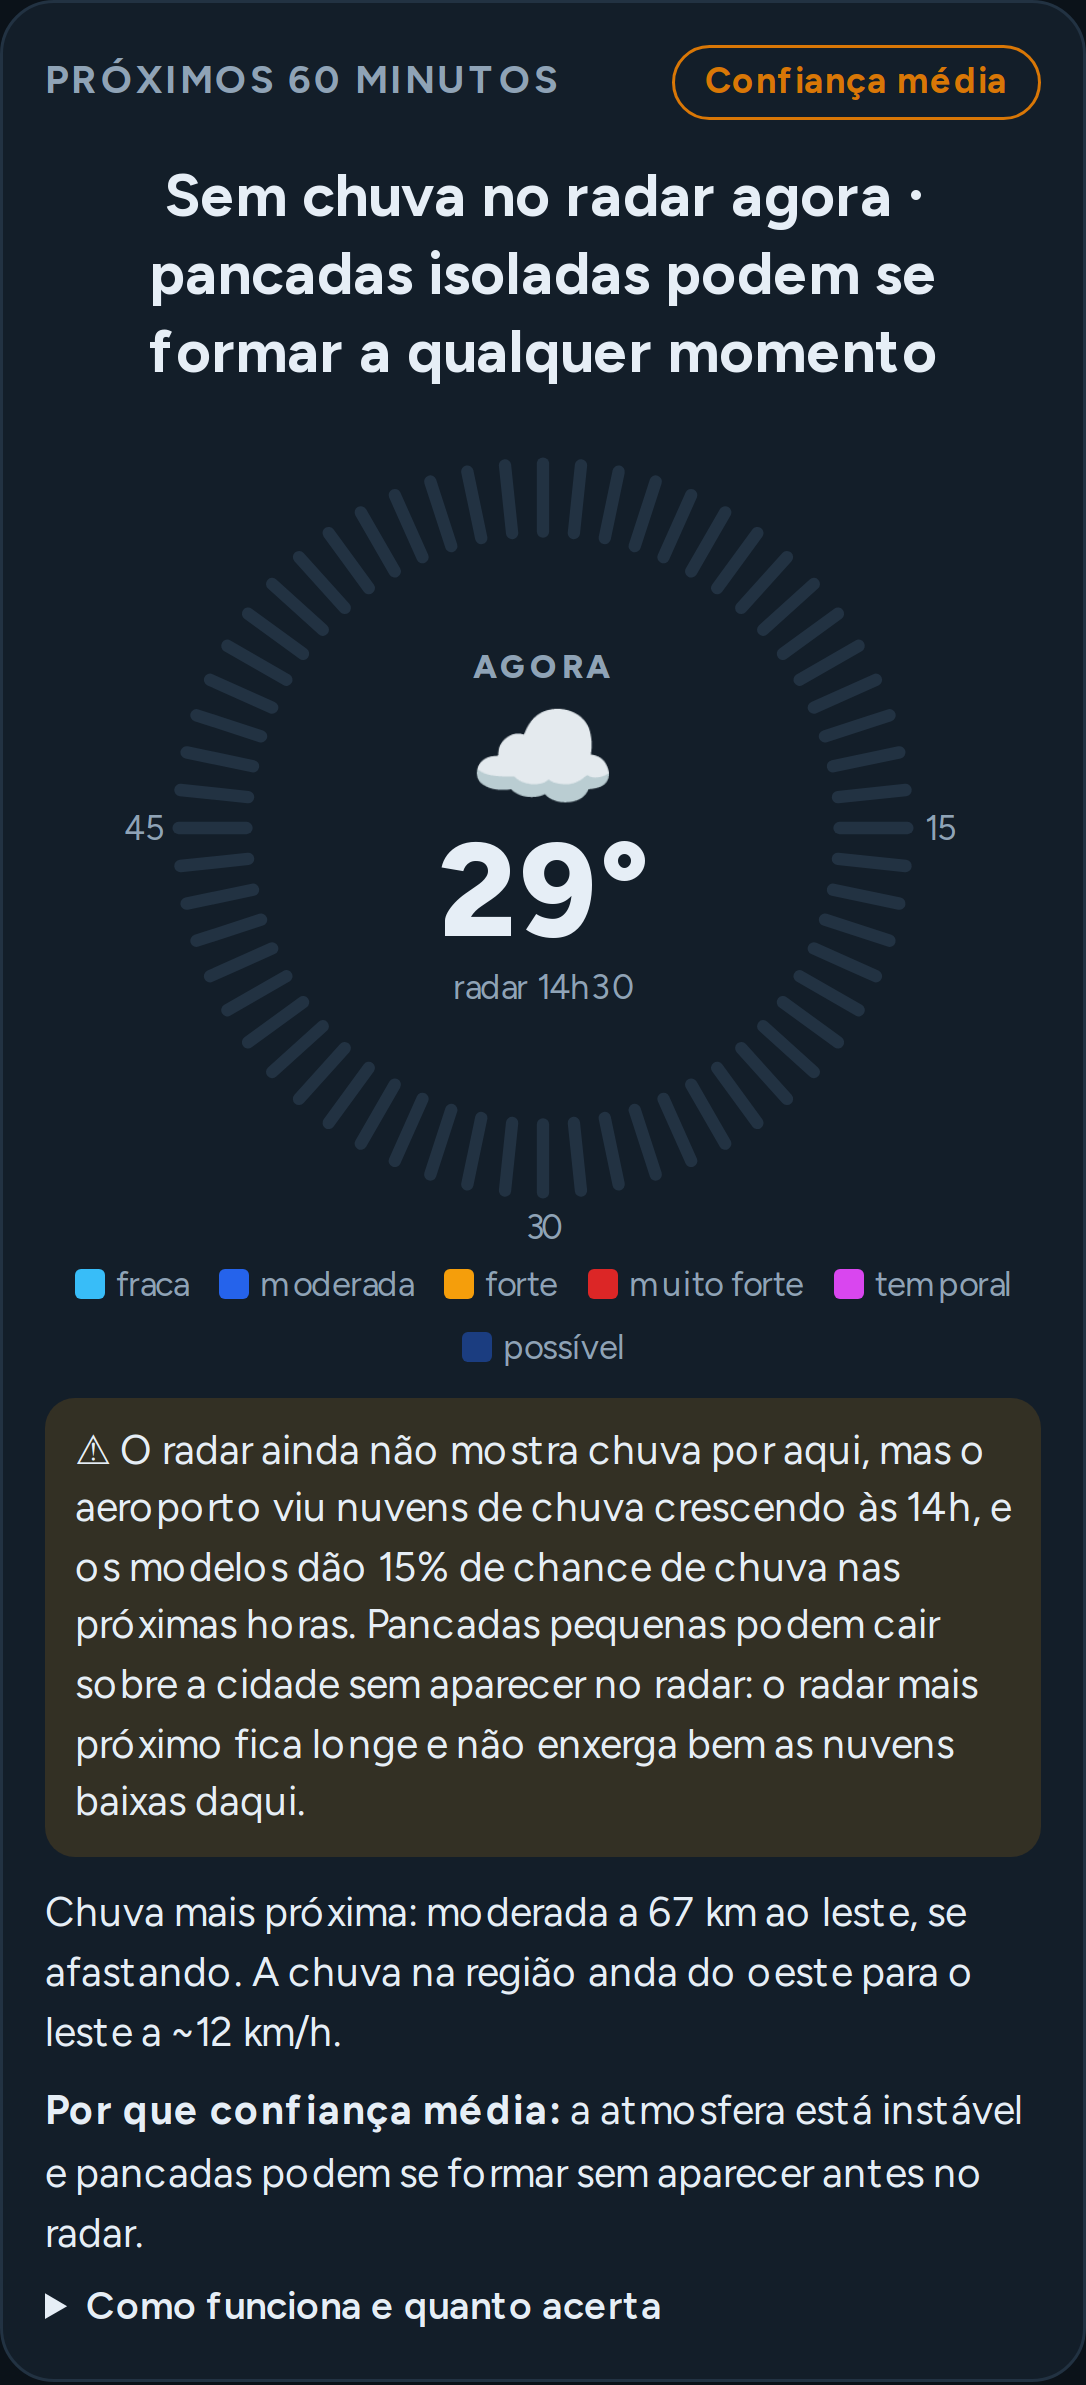 PRÓXIMOS 60 MINUTOS
Confiança média
Sem chuva no radar agora ·
pancadas isoladas podem se
formar a qualquer momento
AGORA
45
15
29°
radar 14h30
30
fraca moderada forte muito forte temporal
possível
⚠ O radar ainda não mostra chuva por aqui, mas o
aeroporto viu nuvens de chuva crescendo às 14h, e
os modelos dão 15% de chance de chuva nas
próximas horas. Pancadas pequenas podem cair
sobre a cidade sem aparecer no radar: o radar mais
próximo fica longe e não enxerga bem as nuvens
baixas daqui.
Chuva mais próxima: moderada a 67 km ao leste, se
afastando. A chuva na região anda do oeste para o
leste a ~12 km/h.
Por que confiança média: a atmosfera está instável
e pancadas podem se formar sem aparecer antes no
radar.
▶ Como funciona e quanto acerta